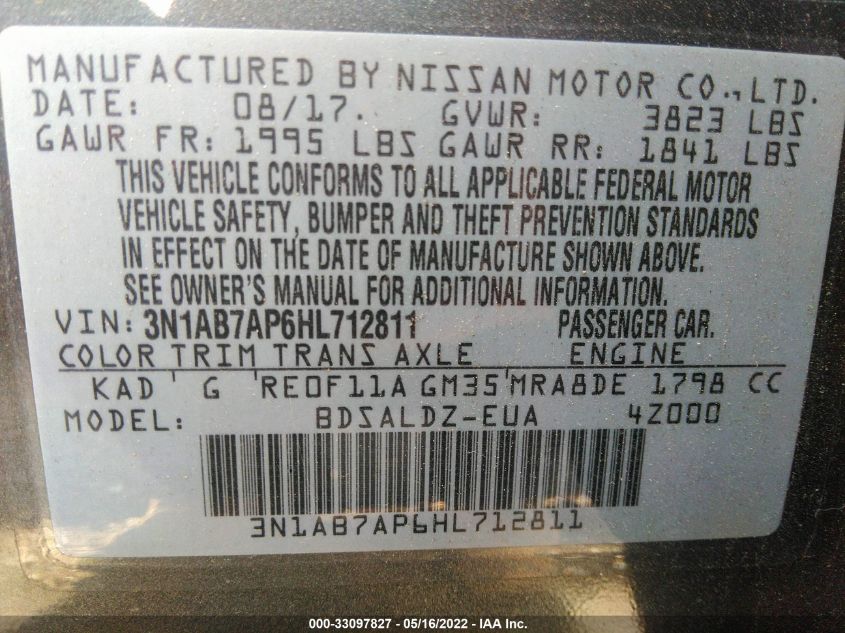 MANUFACTURED BY NISSAN MOTOR CO., LTD.
DATE: 08/17. GVWR: 3823 LBS
GAWR FR: 1995 LBS GAWR RR: 1841 LBS
THIS VEHICLE CONFORMS TO ALL APPLICABLE FEDERAL MOTOR
VEHICLE SAFETY, BUMPER AND THEFT PREVENTION STANDARDS
IN EFFECT ON THE DATE OF MANUFACTURE SHOWN ABOVE.
SEE OWNER'S MANUAL FOR ADDITIONAL INFORMATION.
VIN: 3N1AB7AP6HL712811 PASSENGER CAR.
COLOR TRIM TRANS AXLE ENGINE
KAD ' G ' RE0F11A GM35 ' MRA8DE 1798 CC
MODEL: BDSALDZ-EUA 4Z000
3N1AB7AP6HL712811
000-33097827 - 05/16/2022 - IAA Inc.